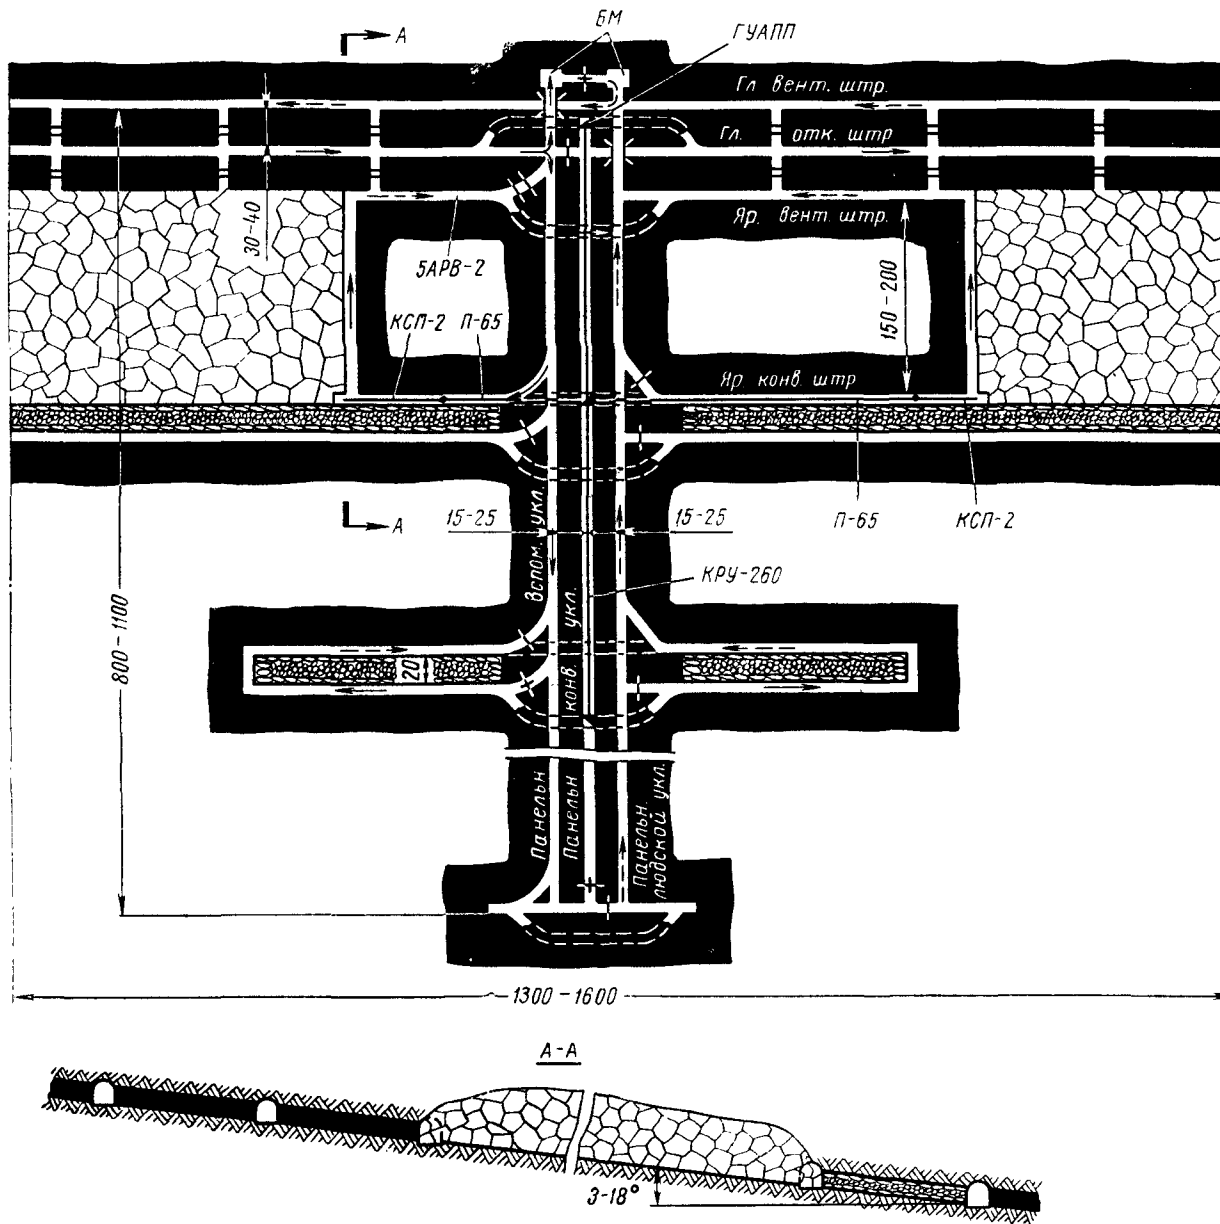 А
БМ
ГУАПП
Гл вент. штр.
Гл. отк. штр
30-40
Яр. вент. штр.
5АРВ-2
150-200
КСП-2 П-65
Яр. конв. штр
А
15-25
15-25
П-65
КСП-2
Вспом. укл.
КРУ-260
укл.
800-1100
20
конв.
Панельн
Панельн
Панельн.
людской укл.
1300-1600
А-А
3-18°